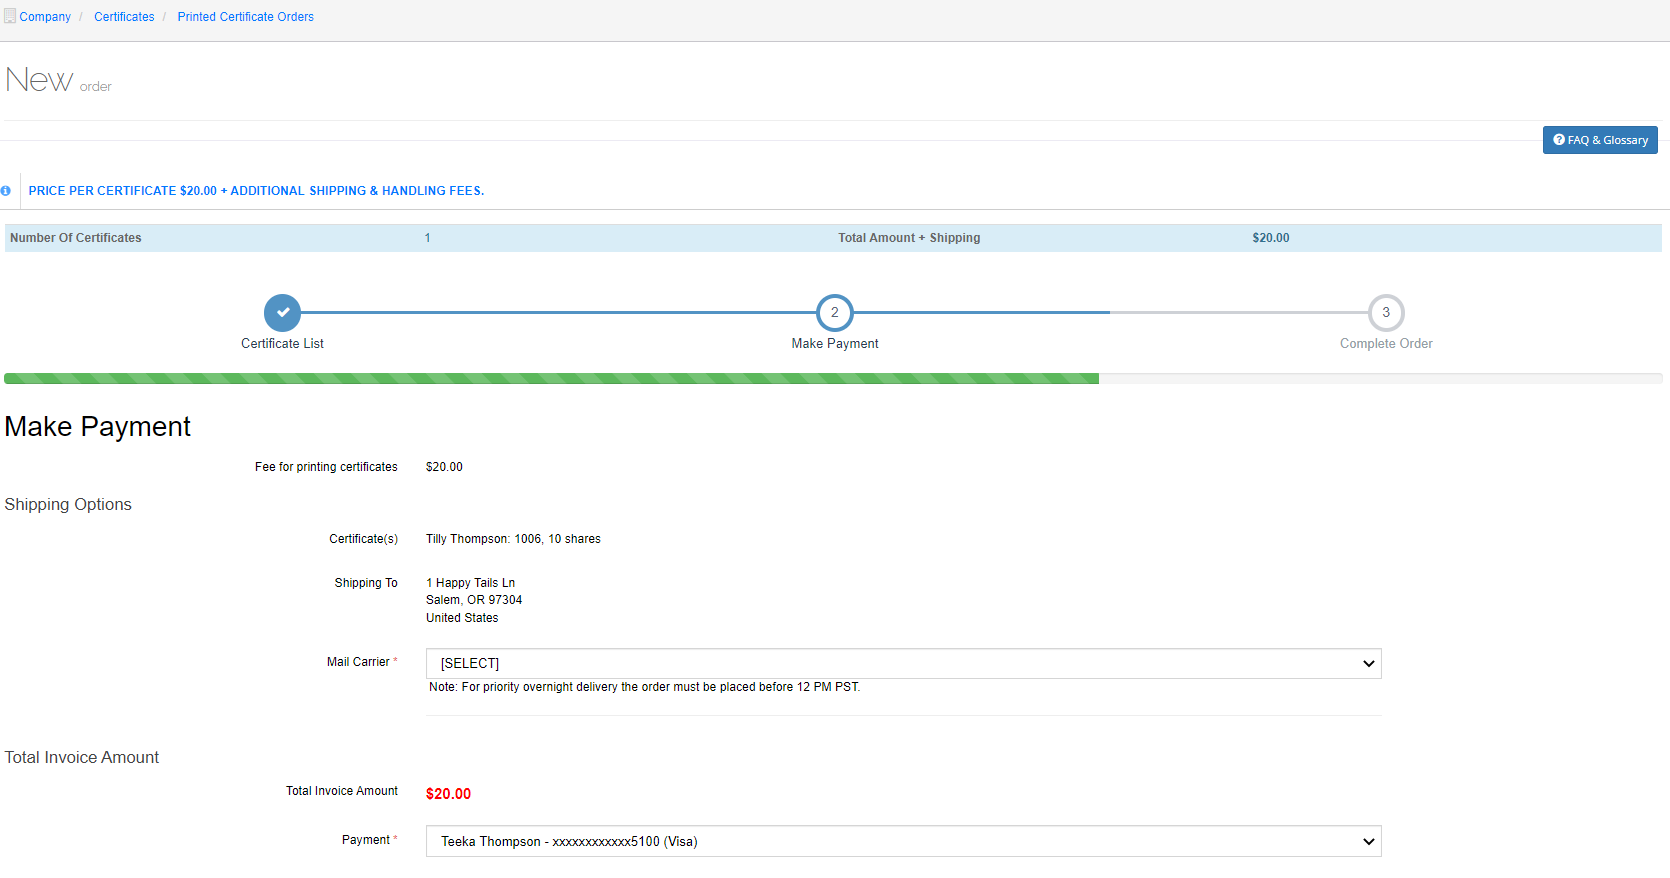 Company / Certificates / Printed Certificate Orders
New order
FAQ & Glossary
PRICE PER CERTIFICATE $20.00 + ADDITIONAL SHIPPING & HANDLING FEES.
Number Of Certificates 1 Total Amount + Shipping $20.00
2 3
Certificate List Make Payment Complete Order
Make Payment
Fee for printing certificates $20.00
Shipping Options
Certificate(s) Tilly Thompson: 1006, 10 shares
Shipping To 1 Happy Tails Ln
Salem, OR 97304
United States
Mail Carrier * [SELECT]
Note: For priority overnight delivery the order must be placed before 12 PM PST.
Total Invoice Amount
Total Invoice Amount $20.00
Payment * Teeka Thompson - xxxxxxxxxxxx5100 (Visa)